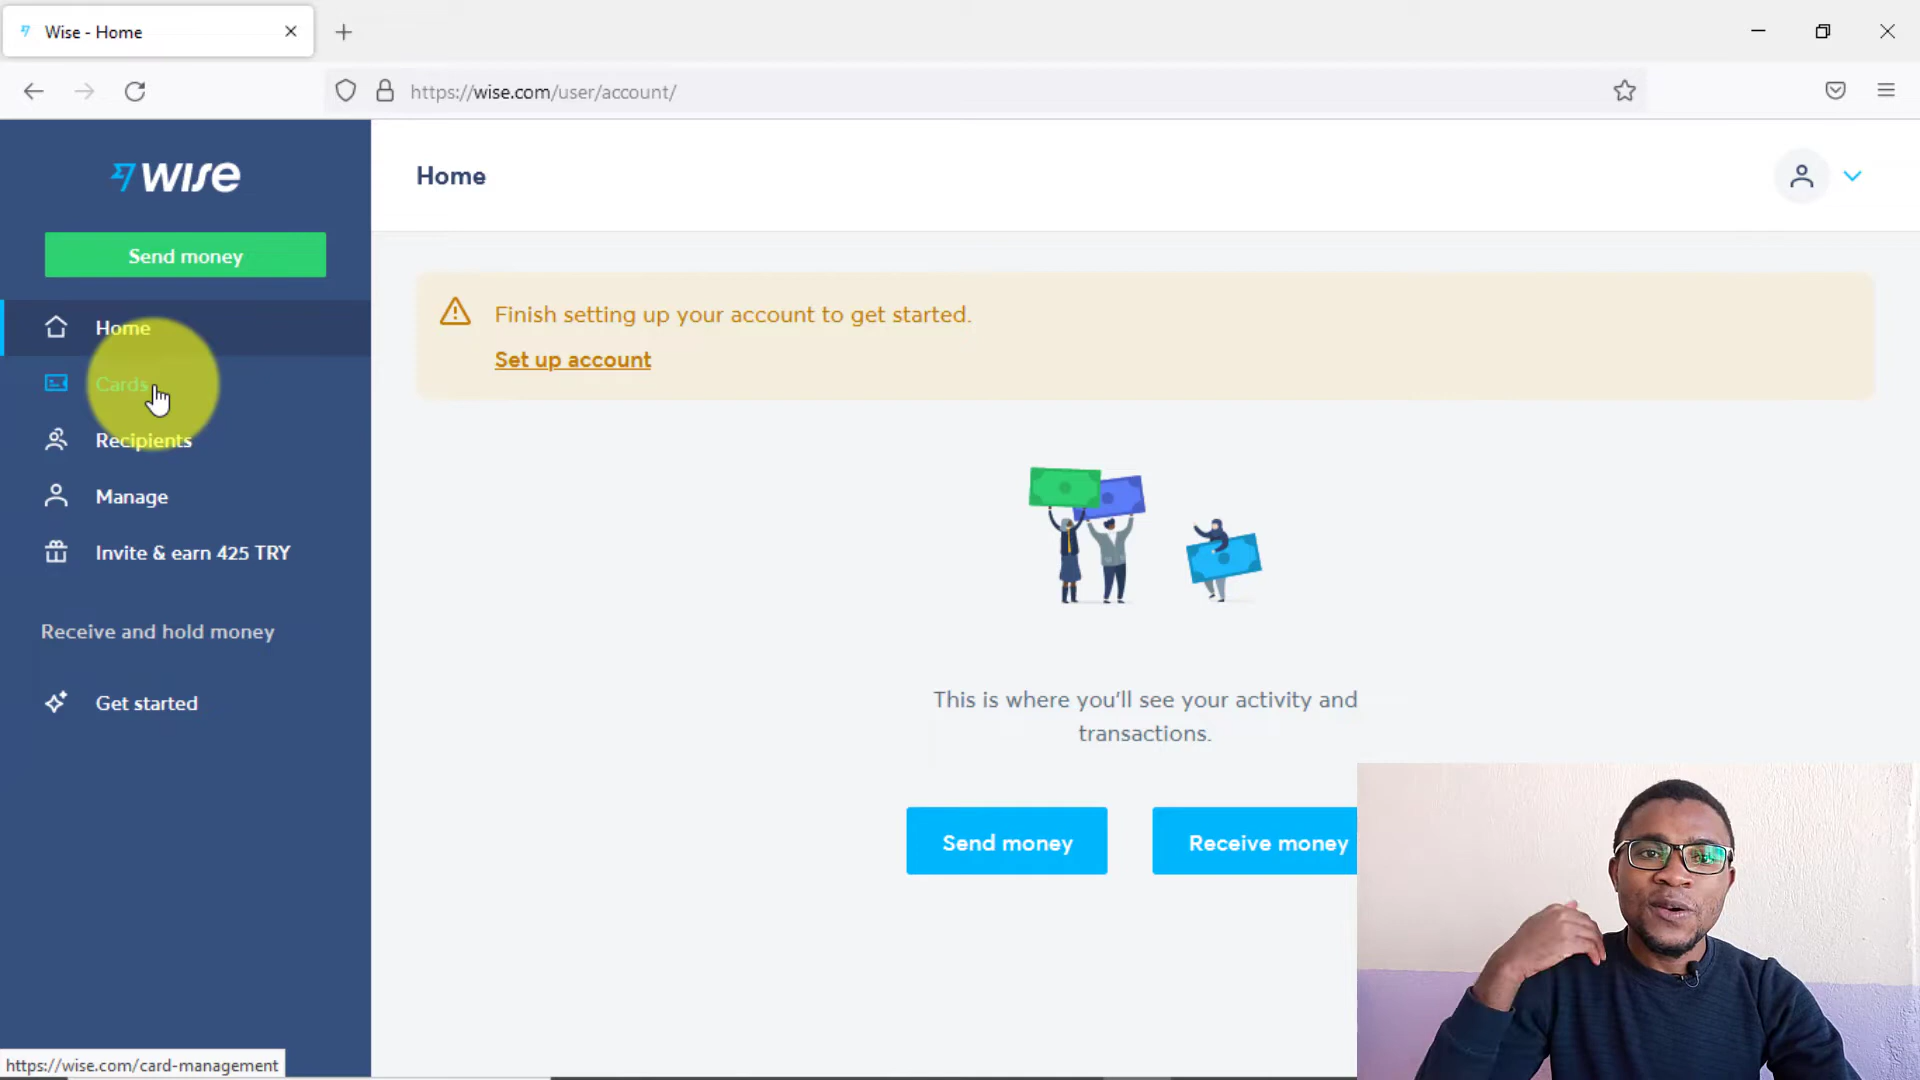 Wise - Home
https://wise.com/user/account/
wise
Home
Send money
Home
Cards
Recipients
Manage
Invite & earn 425 TRY
Receive and hold money
Get started
Finish setting up your account to get started.
Set up account
This is where you'll see your activity and
transactions.
Send money
Receive money
https://wise.com/card-management